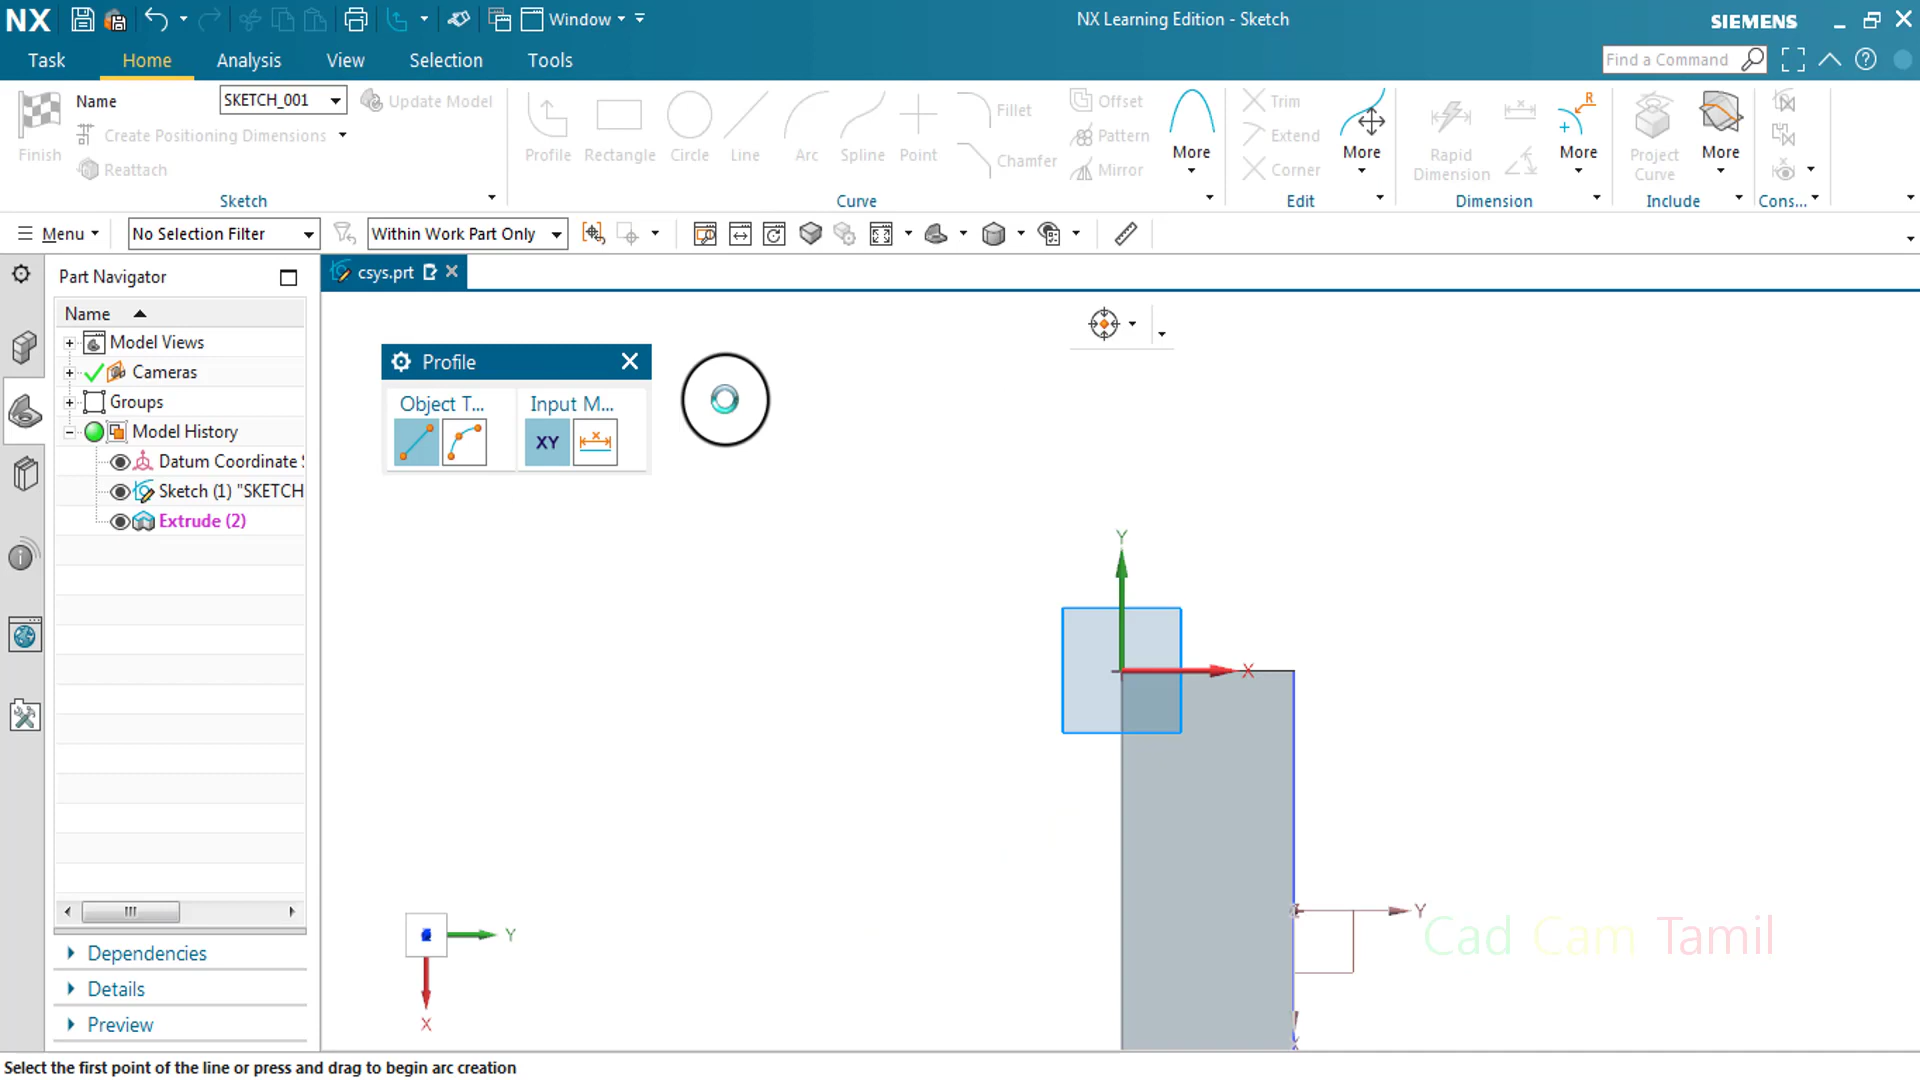 NX
Window
NX Learning Edition - Sketch
SIEMENS
Task
Home
Analysis
View
Selection
Tools
Find a Command
Name
SKETCH_001
Update Model
Create Positioning Dimensions
Finish
Reattach
Sketch
Profile
Rectangle
Circle
Line
Arc
Spline
Point
Fillet
Chamfer
Offset
Pattern
Mirror
More
Curve
Trim
Extend
Corner
More
Edit
Rapid
Dimension
More
Dimension
Project
Curve
More
Include
Cons...
Menu
No Selection Filter
Within Work Part Only
Part Navigator
csys.prt
Name
Model Views
Cameras
Groups
Model History
Datum Coordinate
Sketch (1) "SKETCH
Extrude (2)
Dependencies
Details
Preview
Profile
Object T...
Input M...
XY
Y
X
Y
X
Y
X
Cad Cam Tamil
Select the first point of the line or press and drag to begin arc creation